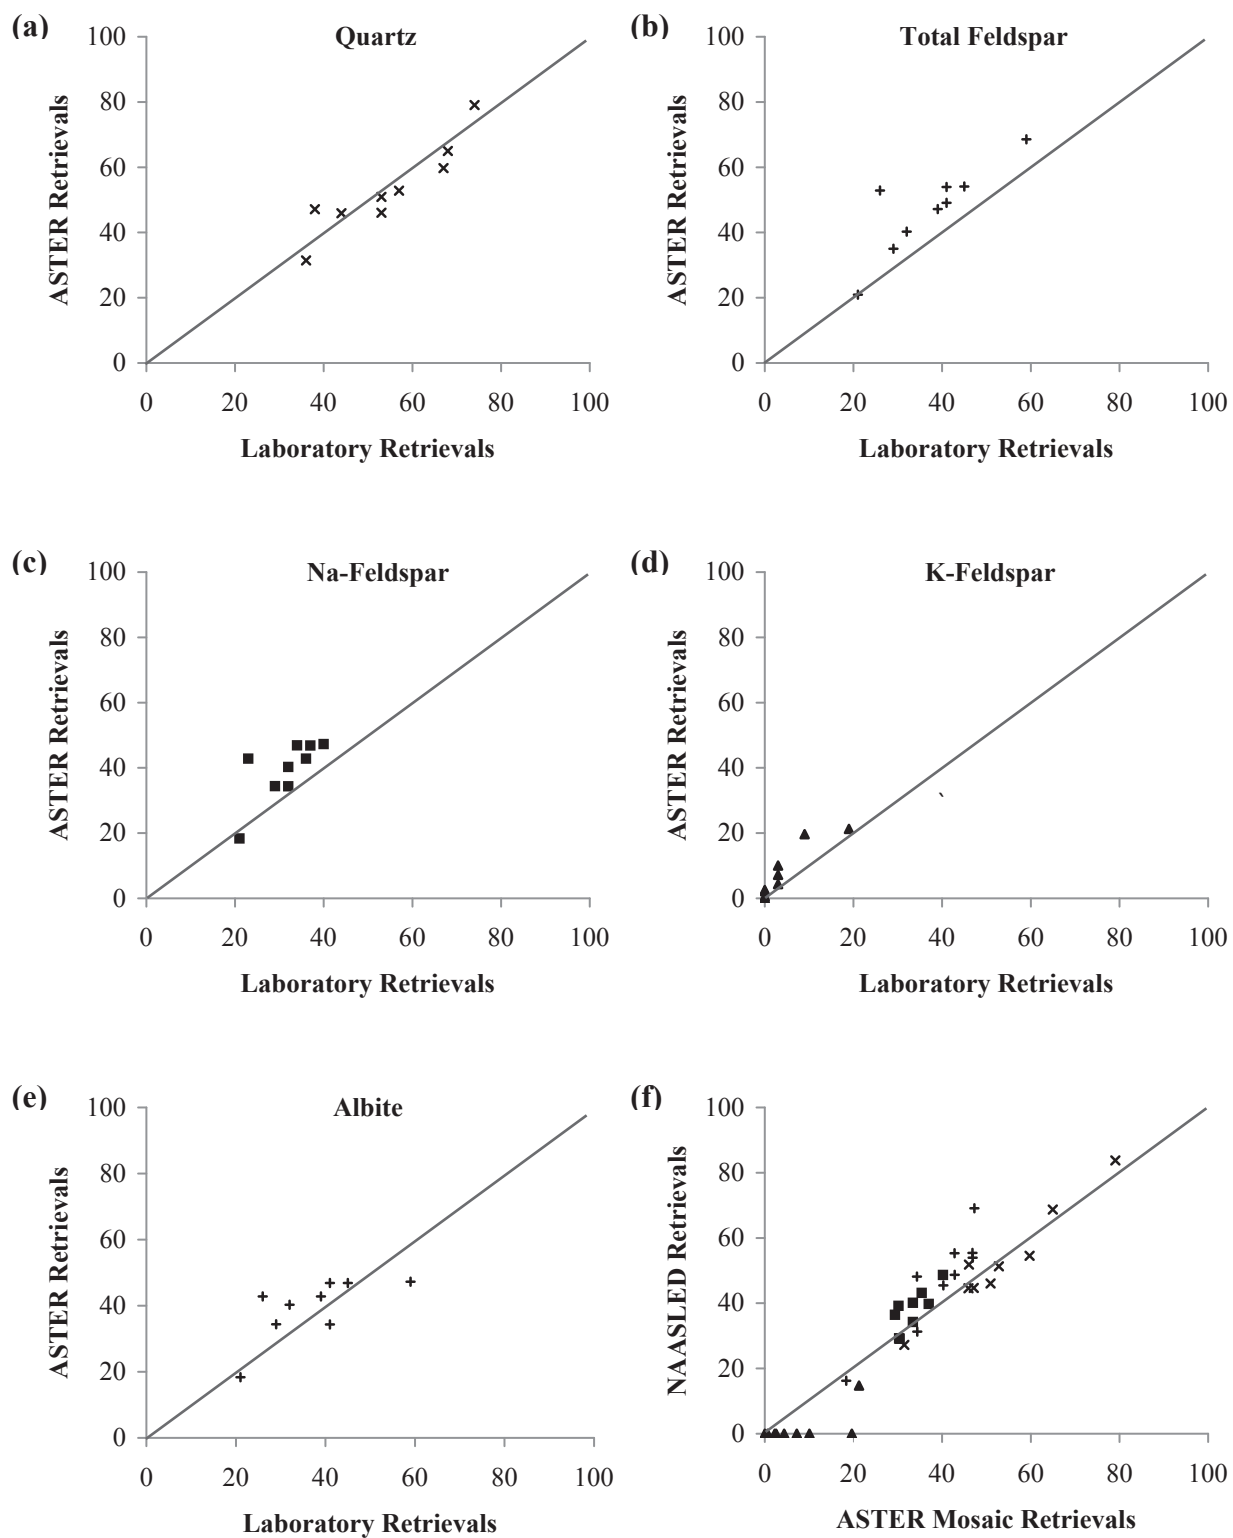 (a)
Quartz
100
80
60
40
20
0
0 20 40 60 80 100
ASTER Retrievals
Laboratory Retrievals
(b)
Total Feldspar
100
80
60
40
20
0
0 20 40 60 80 100
ASTER Retrievals
Laboratory Retrievals
(c)
Na-Feldspar
100
80
60
40
20
0
0 20 40 60 80 100
ASTER Retrievals
Laboratory Retrievals
(d)
K-Feldspar
100
80
60
40
20
0
0 20 40 60 80 100
ASTER Retrievals
Laboratory Retrievals
(e)
Albite
100
80
60
40
20
0
0 20 40 60 80 100
ASTER Retrievals
Laboratory Retrievals
(f)
100
80
60
40
20
0
0 20 40 60 80 100
NAASLED Retrievals
ASTER Mosaic Retrievals